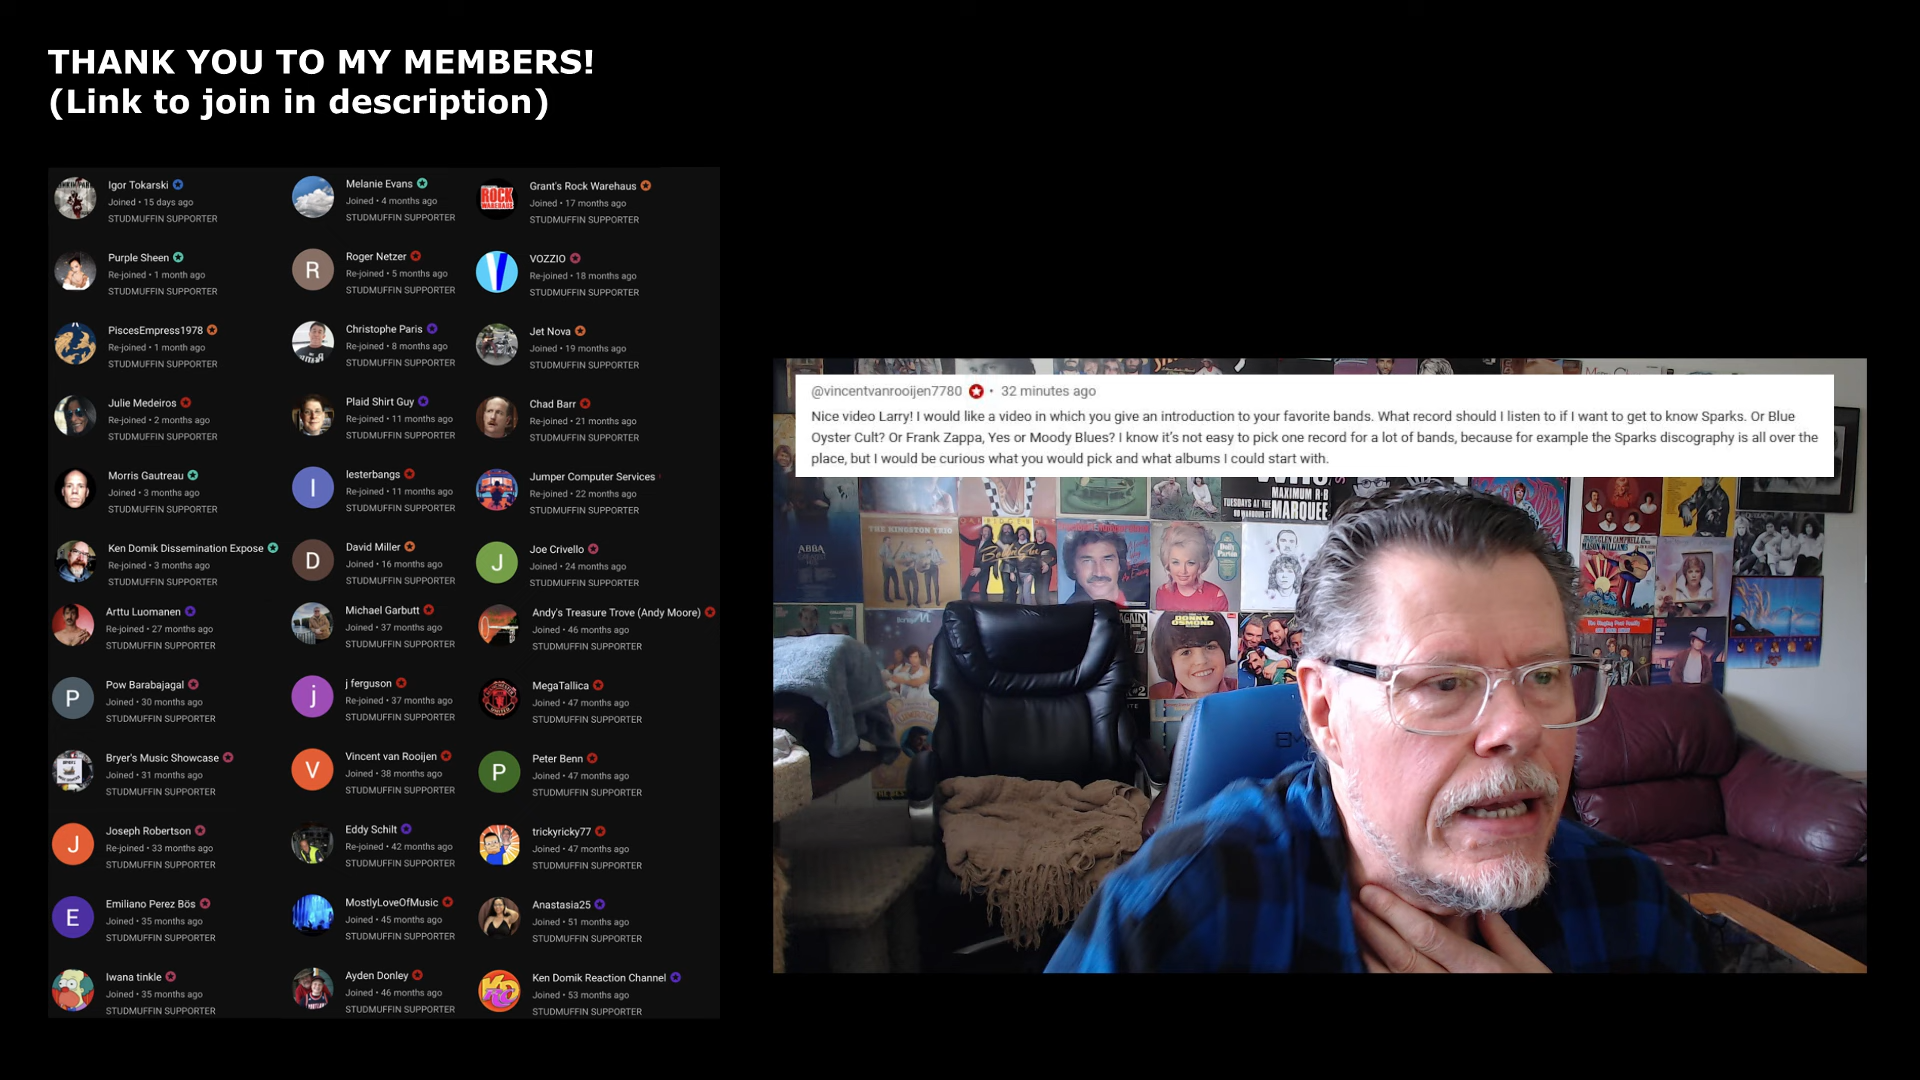 THANK YOU TO MY MEMBERS!
(Link to join in description)
Igor Tokarski
Joined • 15 days ago
STUDMUFFIN SUPPORTER
Purple Sheen
Re-joined • 1 month ago
STUDMUFFIN SUPPORTER
PiscesEmpress1978
Re-joined • 1 month ago
STUDMUFFIN SUPPORTER
Julie Medeiros
Re-joined • 2 months ago
STUDMUFFIN SUPPORTER
Morris Gautreau
Joined • 3 months ago
STUDMUFFIN SUPPORTER
Ken Domik Dissemination Expose
Re-joined • 3 months ago
STUDMUFFIN SUPPORTER
Arttu Luomanen
Re-joined • 27 months ago
STUDMUFFIN SUPPORTER
P
Pow Barabajagal
Joined • 30 months ago
STUDMUFFIN SUPPORTER
Bryer's Music Showcase
Joined • 31 months ago
STUDMUFFIN SUPPORTER
J
Joseph Robertson
Re-joined • 33 months ago
STUDMUFFIN SUPPORTER
E
Emiliano Perez Bös
Joined • 35 months ago
STUDMUFFIN SUPPORTER
Iwana tinkle
Joined • 35 months ago
STUDMUFFIN SUPPORTER
Melanie Evans
Joined • 4 months ago
STUDMUFFIN SUPPORTER
R
Roger Netzer
Re-joined • 5 months ago
STUDMUFFIN SUPPORTER
Christophe Paris
Re-joined • 8 months ago
STUDMUFFIN SUPPORTER
Plaid Shirt Guy
Re-joined • 11 months ago
STUDMUFFIN SUPPORTER
l
lesterbangs
Re-joined • 11 months ago
STUDMUFFIN SUPPORTER
D
David Miller
Joined • 16 months ago
STUDMUFFIN SUPPORTER
Michael Garbutt
Joined • 37 months ago
STUDMUFFIN SUPPORTER
j
j ferguson
Re-joined • 37 months ago
STUDMUFFIN SUPPORTER
V
Vincent van Rooijen
Joined • 38 months ago
STUDMUFFIN SUPPORTER
Eddy Schilt
Re-joined • 42 months ago
STUDMUFFIN SUPPORTER
MostlyLoveOfMusic
Joined • 45 months ago
STUDMUFFIN SUPPORTER
Ayden Donley
Joined • 46 months ago
STUDMUFFIN SUPPORTER
ROCK
Grant's Rock Warehaus
Joined • 17 months ago
STUDMUFFIN SUPPORTER
VOZZIO
Re-joined • 18 months ago
STUDMUFFIN SUPPORTER
Jet Nova
Joined • 19 months ago
STUDMUFFIN SUPPORTER
Chad Barr
Re-joined • 21 months ago
STUDMUFFIN SUPPORTER
Jumper Computer Services
Re-joined • 22 months ago
STUDMUFFIN SUPPORTER
J
Joe Crivello
Joined • 24 months ago
STUDMUFFIN SUPPORTER
Andy's Treasure Trove (Andy Moore)
Joined • 46 months ago
STUDMUFFIN SUPPORTER
MegaTallica
Joined • 47 months ago
STUDMUFFIN SUPPORTER
P
Peter Benn
Joined • 47 months ago
STUDMUFFIN SUPPORTER
trickyricky77
Joined • 47 months ago
STUDMUFFIN SUPPORTER
Anastasia25
Joined • 51 months ago
STUDMUFFIN SUPPORTER
Ken Domik Reaction Channel
Joined • 53 months ago
STUDMUFFIN SUPPORTER
@vincentvanrooijen7780 • 32 minutes ago
Nice video Larry! I would like a video in which you give an introduction to your favorite bands. What record should I listen to if I want to get to know Sparks. Or Blue
Oyster Cult? Or Frank Zappa, Yes or Moody Blues? I know it's not easy to pick one record for a lot of bands, because for example the Sparks discography is all over the
place, but I would be curious what you would pick and what albums I could start with.
MAXIMUM R&B
TUESDAYS AT THE
MARQUEE
THE KINGSTON TRIO
ABBA
Dolly
Parton
GLEN CAMPBELL
MASON WILLIAMS
AGAIN
DONNY
OSMOND
#2